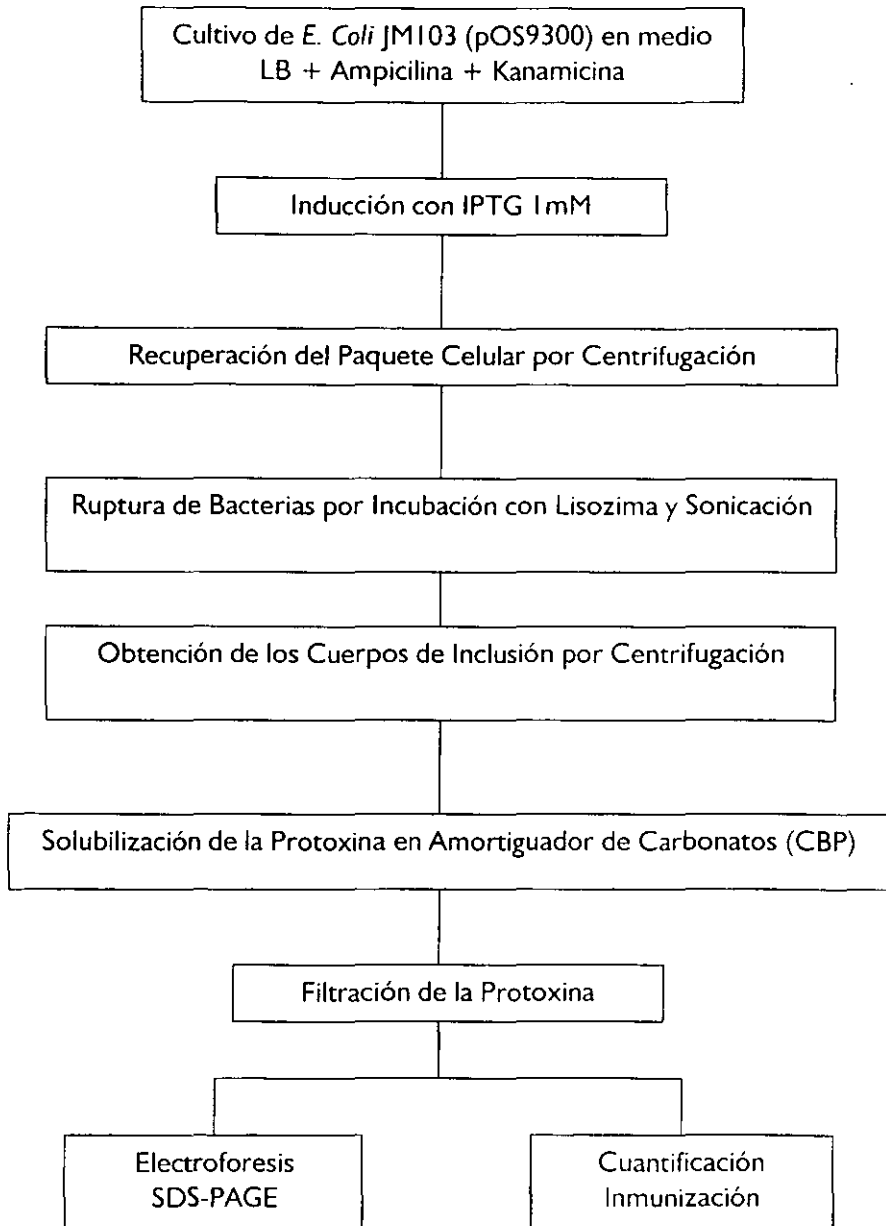 Cultivo de E. Coli JM103 (pOS9300) en medio
LB + Ampicilina + Kanamicina
Inducción con IPTG 1mM
Recuperación del Paquete Celular por Centrifugación
Ruptura de Bacterias por Incubación con Lisozima y Sonicación
Obtención de los Cuerpos de Inclusión por Centrifugación
Solubilización de la Protoxina en Amortiguador de Carbonatos (CBP)
Filtración de la Protoxina
Electroforesis
SDS-PAGE
Cuantificación
Inmunización